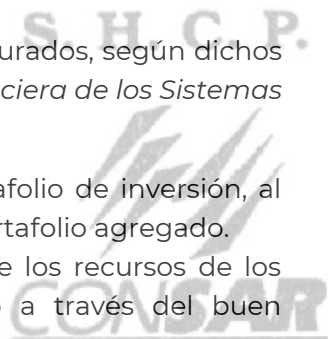 S. H. C. P.
urados, según dichos
ciera de los Sistemas
afolio de inversión, al
rtafolio agregado.
e los recursos de los
o a través del buen
CONSAR